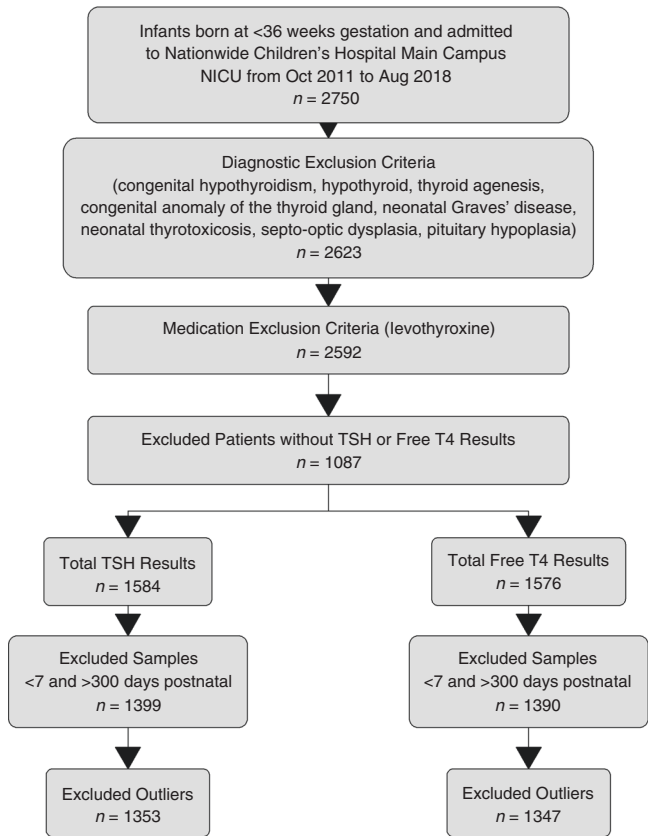 Infants born at <36 weeks gestation and admitted
to Nationwide Children's Hospital Main Campus
NICU from Oct 2011 to Aug 2018
n = 2750
Diagnostic Exclusion Criteria
(congenital hypothyroidism, hypothyroid, thyroid agenesis,
congenital anomaly of the thyroid gland, neonatal Graves' disease,
neonatal thyrotoxicosis, septo-optic dysplasia, pituitary hypoplasia)
n = 2623
Medication Exclusion Criteria (levothyroxine)
n = 2592
Excluded Patients without TSH or Free T4 Results
n = 1087
Total TSH Results
n = 1584
Excluded Samples
<7 and >300 days postnatal
n = 1399
Excluded Outliers
n = 1353
Total Free T4 Results
n = 1576
Excluded Samples
<7 and >300 days postnatal
n = 1390
Excluded Outliers
n = 1347